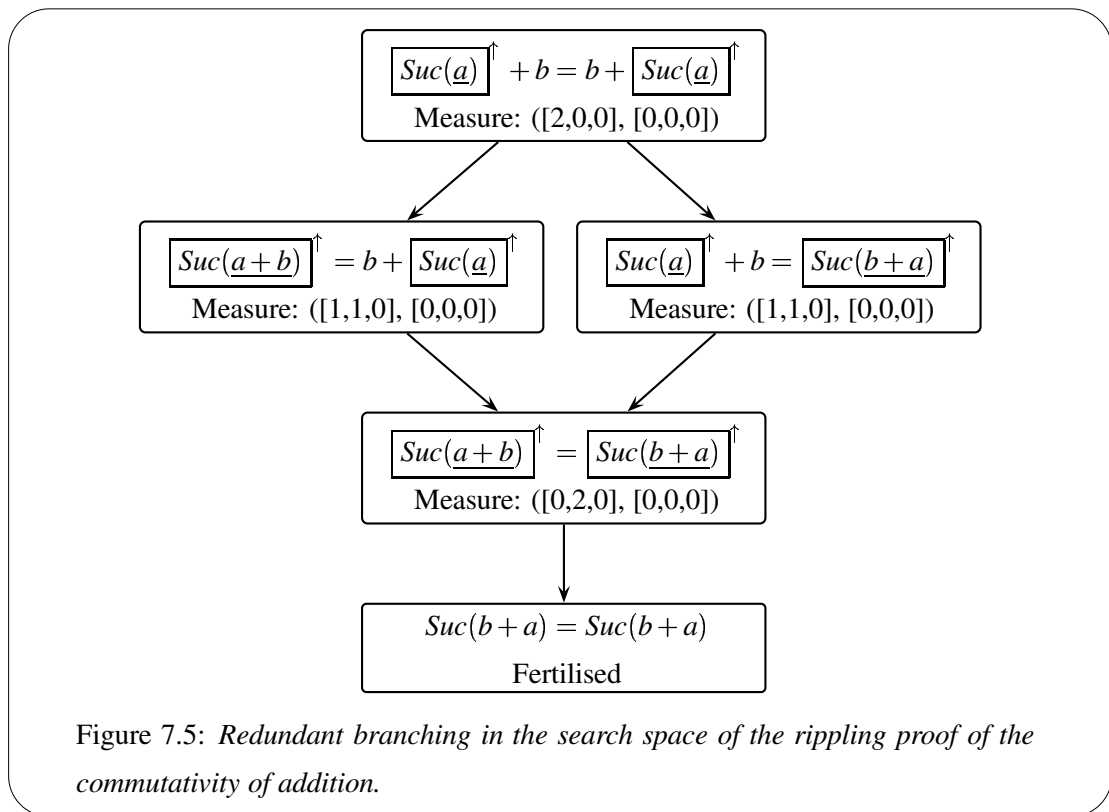 Suc(a)↑ + b = b + Suc(a)↑
Measure: ([2,0,0], [0,0,0])
Suc(a + b)↑ = b + Suc(a)↑
Measure: ([1,1,0], [0,0,0])
Suc(a)↑ + b = Suc(b + a)↑
Measure: ([1,1,0], [0,0,0])
Suc(a + b)↑ = Suc(b + a)↑
Measure: ([0,2,0], [0,0,0])
Suc(b + a) = Suc(b + a)
Fertilised
Figure 7.5: Redundant branching in the search space of the rippling proof of the
commutativity of addition.